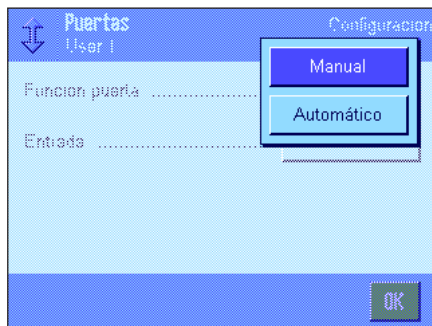 Puertas
Configuracion
User 1
Manual
Funcion puerta ..................
Automático
Entrada ..........................
OK